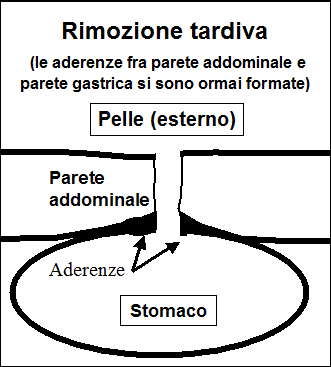 Rimozione tardiva
(le aderenze fra parete addominale e
parete gastrica si sono ormai formate)
Pelle (esterno)
Parete
addominale
Aderenze
Stomaco